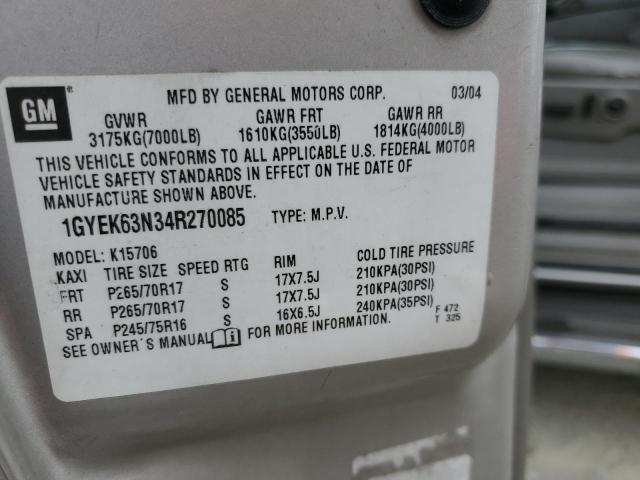 GM
MFD BY GENERAL MOTORS CORP. 03/04
GVWR GAWR FRT GAWR RR
3175KG(7000LB) 1610KG(3550LB) 1814KG(4000LB)
THIS VEHICLE CONFORMS TO ALL APPLICABLE U.S. FEDERAL MOTOR
VEHICLE SAFETY STANDARDS IN EFFECT ON THE DATE OF
MANUFACTURE SHOWN ABOVE.
1GYEK63N34R270085 TYPE: M.P.V.
MODEL: K15706
KAXI TIRE SIZE SPEED RTG RIM COLD TIRE PRESSURE
FRT P265/70R17 S 17X7.5J 210KPA(30PSI)
RR P265/70R17 S 17X7.5J 210KPA(30PSI)
SPA P245/75R16 S 16X6.5J 240KPA(35PSI)
SEE OWNER'S MANUAL FOR MORE INFORMATION.
F 472
T 325